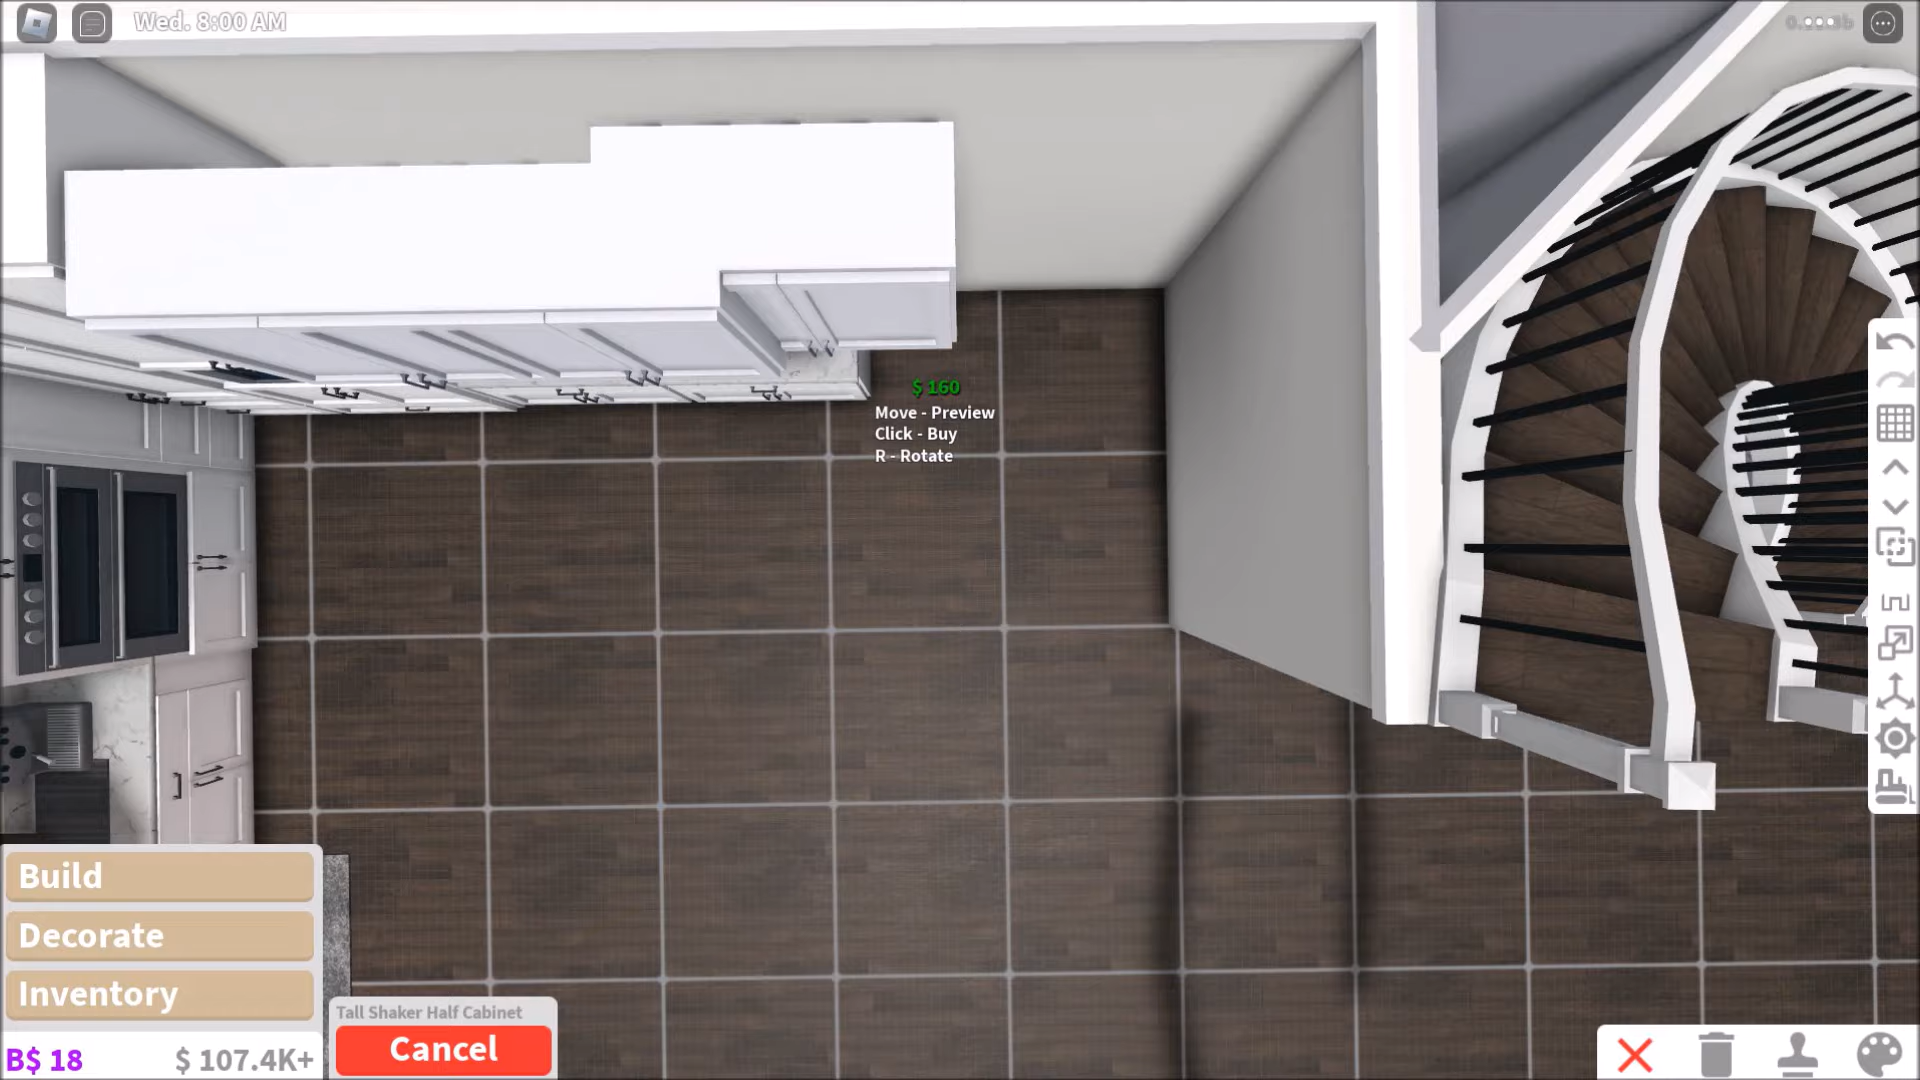 Wed. 8:00 AM
$ 160
Move - Preview
Click - Buy
R - Rotate
Build
Decorate
Inventory
Tall Shaker Half Cabinet
Cancel
B$ 18
$ 107.4K+